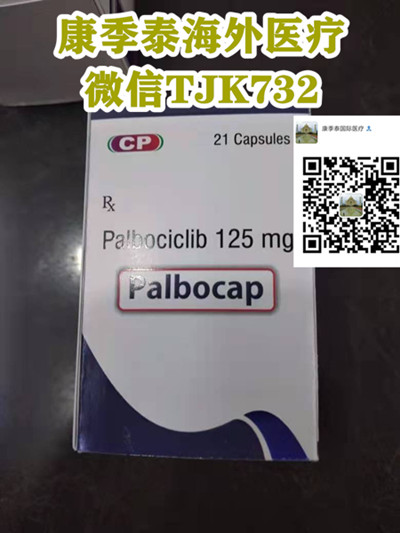 康季泰海外医疗
微信TJK732
康季泰国际医疗
CP
21 Capsules
Rx
Palbociclib 125 mg
Palbocap